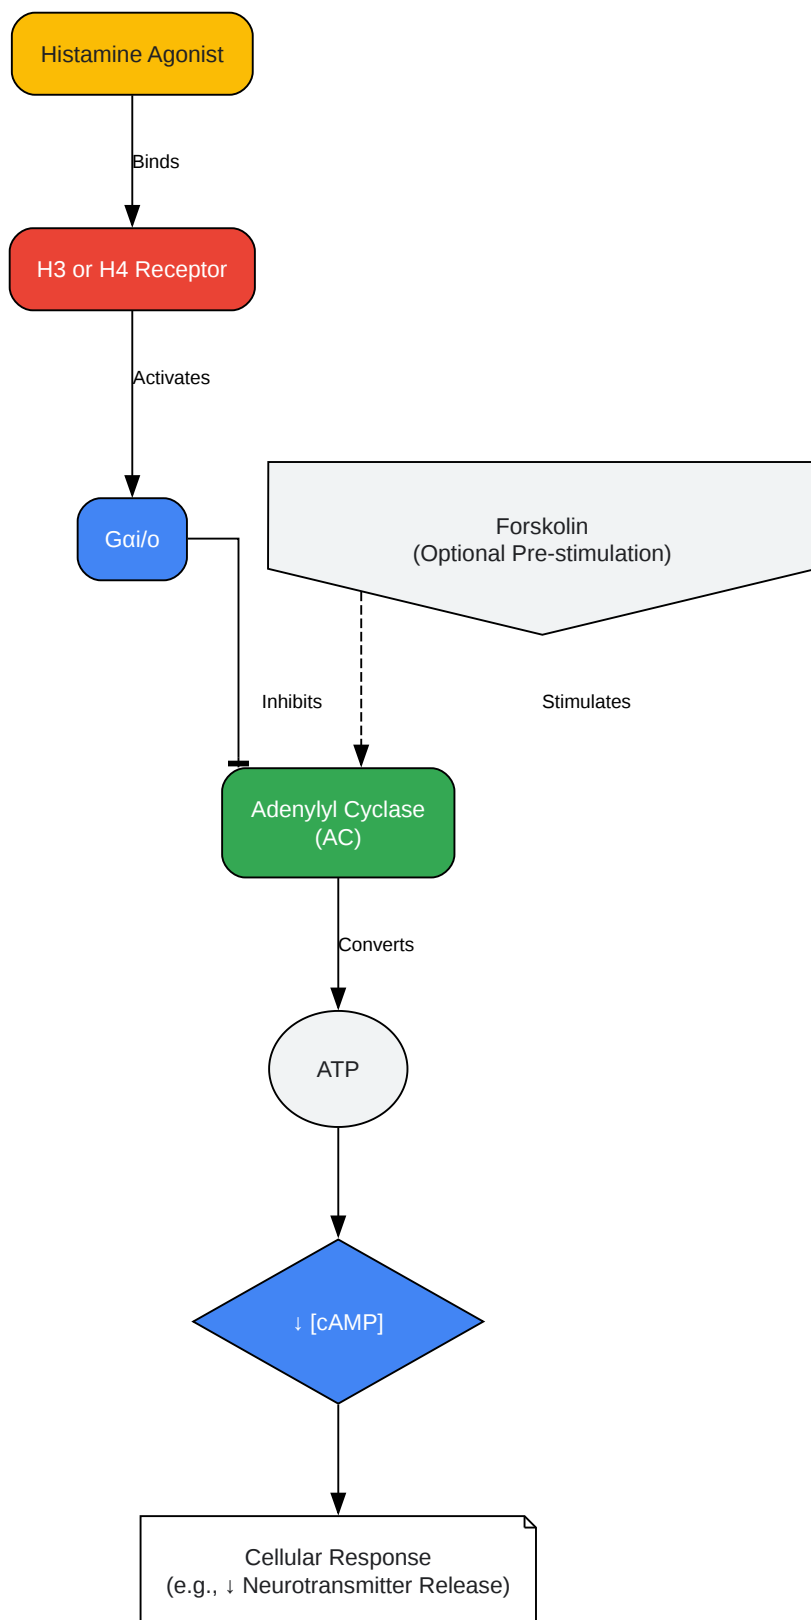 Histamine Agonist
Binds
H3 or H4 Receptor
Activates
Gαi/o
Forskolin
(Optional Pre-stimulation)
Inhibits
Stimulates
Adenylyl Cyclase
(AC)
Converts
ATP
↓ [cAMP]
Cellular Response
(e.g., ↓ Neurotransmitter Release)